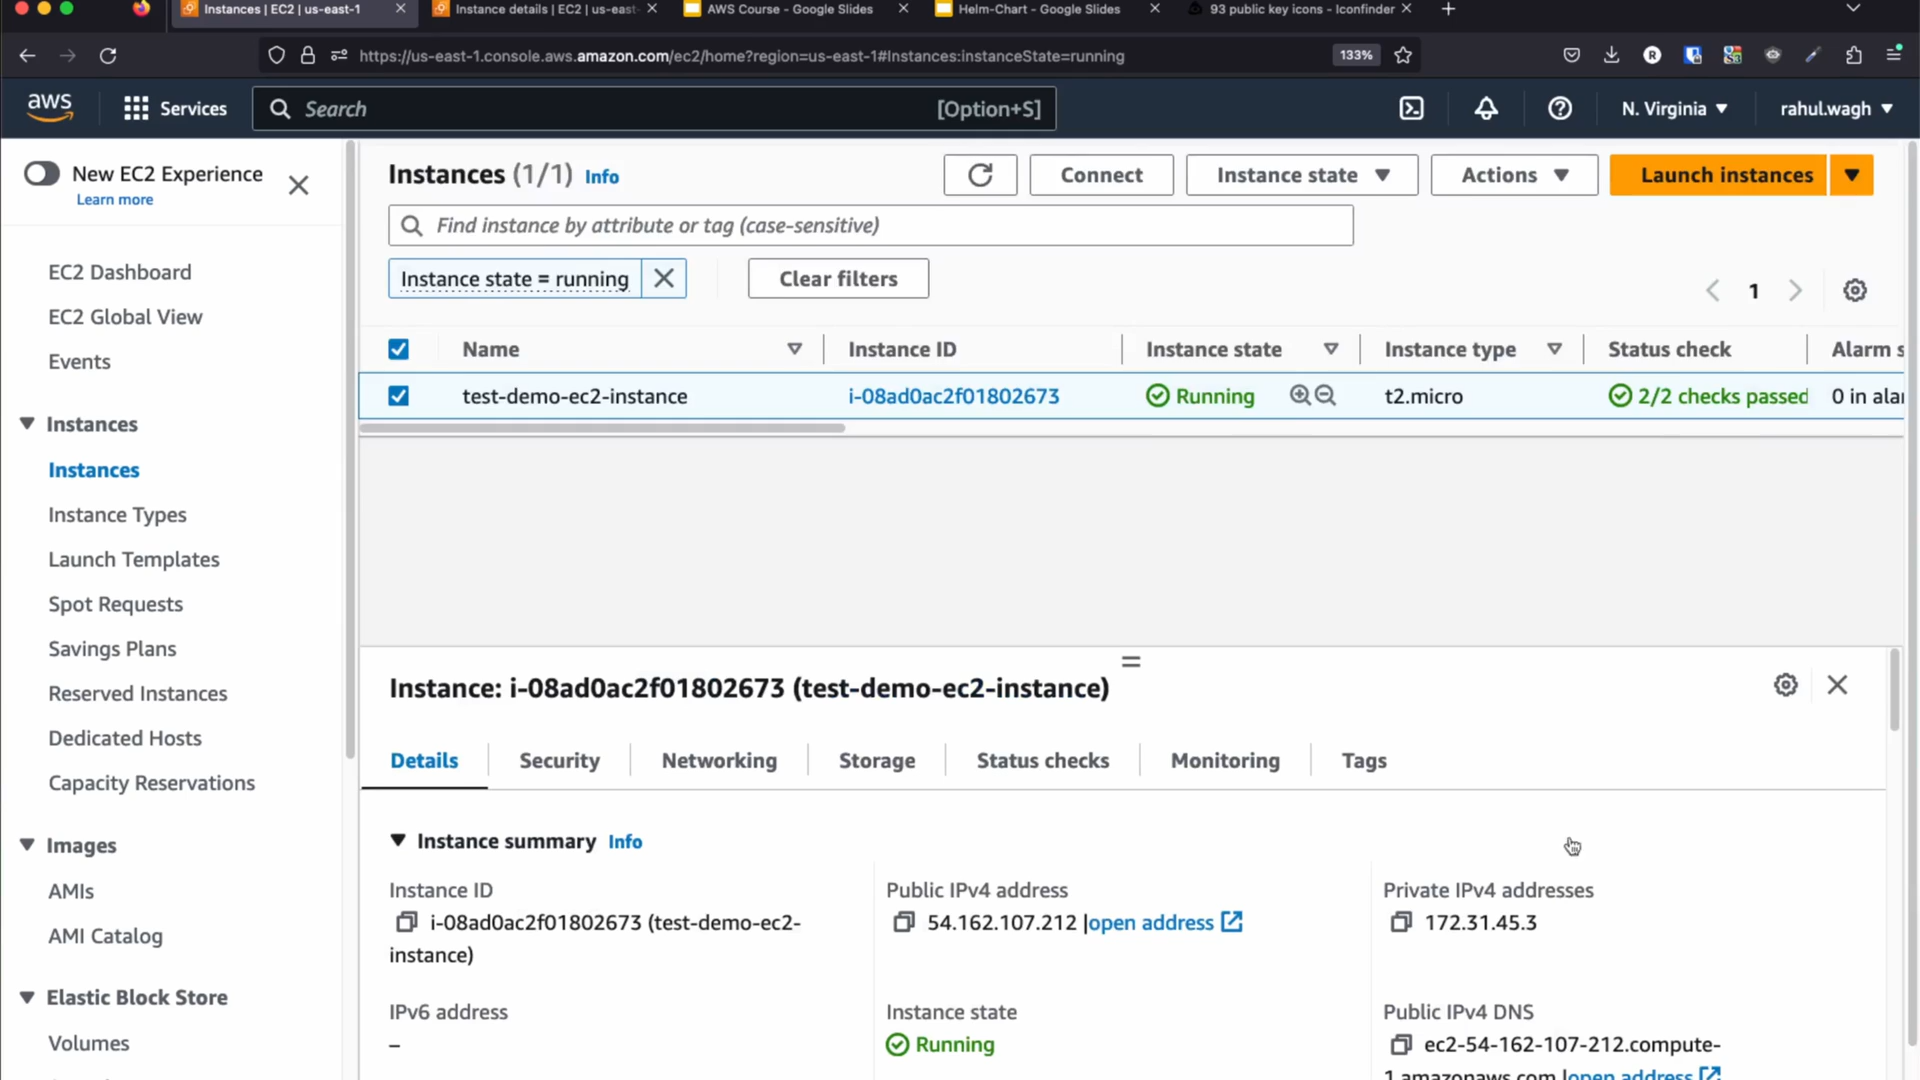 Instances | EC2 | us-east-1
Instance details | EC2 | us-east-
AWS Course - Google Slides
Helm-Chart - Google Slides
93 public key icons - Iconfinder
https://us-east-1.console.aws.amazon.com/ec2/home?region=us-east-1#Instances:instanceState=running
133%
R
aws
Services
Search
[Option+S]
N. Virginia
rahul.wagh
New EC2 Experience
Learn more
EC2 Dashboard
EC2 Global View
Events
Instances
Instances
Instance Types
Launch Templates
Spot Requests
Savings Plans
Reserved Instances
Dedicated Hosts
Capacity Reservations
Images
AMIs
AMI Catalog
Elastic Block Store
Volumes
Instances (1/1) Info
Connect
Instance state
Actions
Launch instances
Find instance by attribute or tag (case-sensitive)
Instance state = running
Clear filters
1
Name
Instance ID
Instance state
Instance type
Status check
Alarm s
test-demo-ec2-instance
i-08ad0ac2f01802673
Running
t2.micro
2/2 checks passed
0 in alar
Instance: i-08ad0ac2f01802673 (test-demo-ec2-instance)
Details
Security
Networking
Storage
Status checks
Monitoring
Tags
Instance summary Info
Instance ID
i-08ad0ac2f01802673 (test-demo-ec2-
instance)
Public IPv4 address
54.162.107.212 |open address
Private IPv4 addresses
172.31.45.3
IPv6 address
–
Instance state
Running
Public IPv4 DNS
ec2-54-162-107-212.compute-
1.amazonaws.com |open address